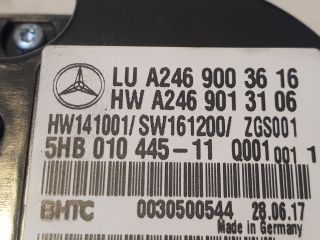 LU A246 900 36 16
HW A246 901 31 06
HW141001/SW161200/ ZGS001
5HB 010 445-11 Q001 001 1
BHTC 0030500544 28.06.17
Made in Germany